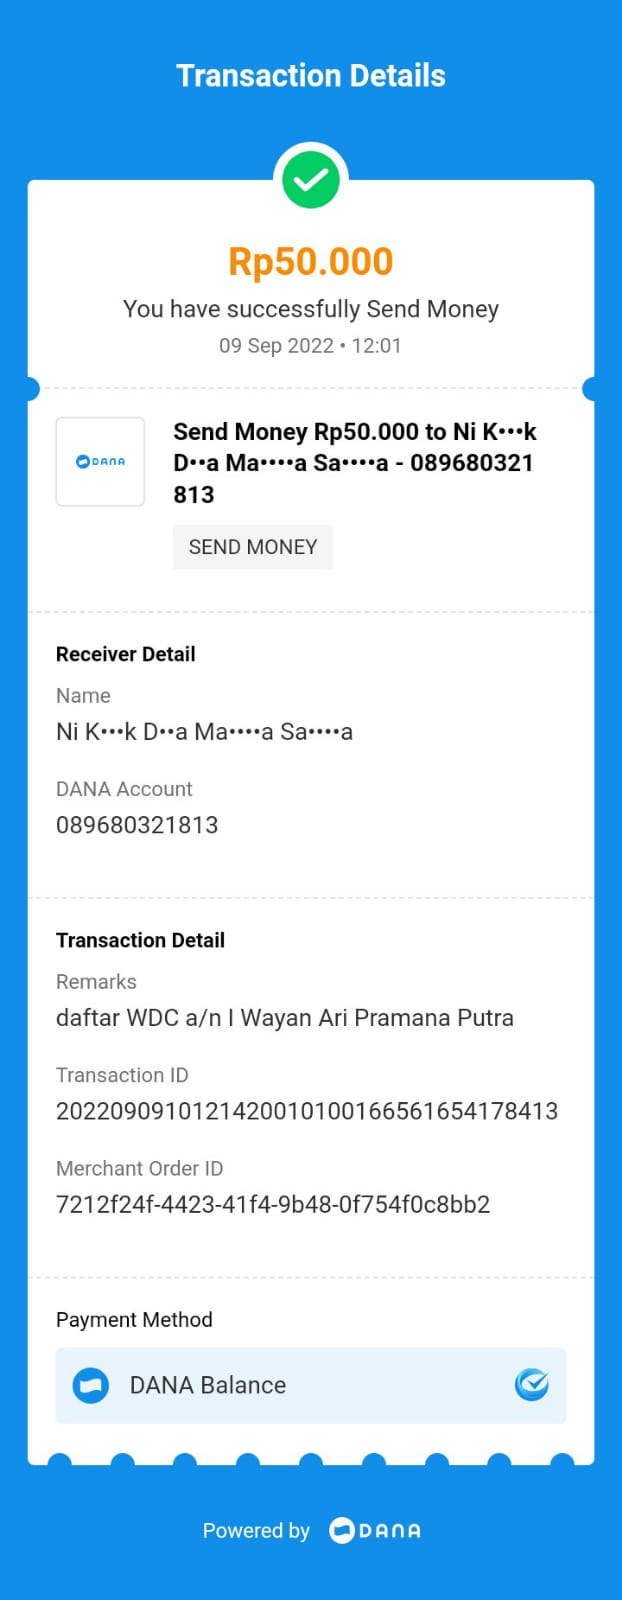 Transaction Details
Rp50.000
You have successfully Send Money
09 Sep 2022 • 12:01
DANA
Send Money Rp50.000 to Ni K•••k
D••a Ma••••a Sa••••a - 089680321
813
SEND MONEY
Receiver Detail
Name
Ni K•••k D••a Ma••••a Sa••••a
DANA Account
089680321813
Transaction Detail
Remarks
daftar WDC a/n I Wayan Ari Pramana Putra
Transaction ID
2022090910121420010100166561654178413
Merchant Order ID
7212f24f-4423-41f4-9b48-0f754f0c8bb2
Payment Method
DANA Balance
Powered by DANA